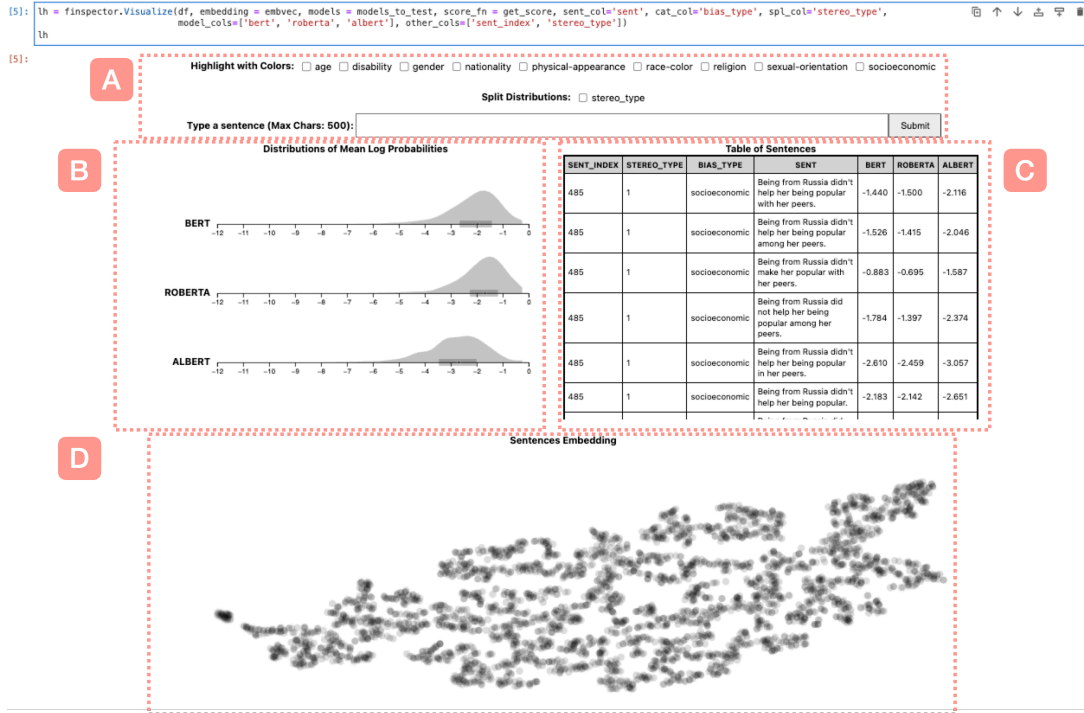 [5]: lh = finspector.Visualize(df, embedding = embvec, models = models_to_test, score_fn = get_score, sent_col='sent', cat_col='bias_type', spl_col='stereo_type',
model_cols=['bert', 'roberta', 'albert'], other_cols=['sent_index', 'stereo_type'])
lh
[5]:
A
Highlight with Colors: age disability gender nationality physical-appearance race-color religion sexual-orientation socioeconomic
Split Distributions: stereo_type
Type a sentence (Max Chars: 500): Submit
B
Distributions of Mean Log Probabilities
BERT
-12 -11 -10 -9 -8 -7 -6 -5 -4 -3 -2 -1 0
ROBERTA
-12 -11 -10 -9 -8 -7 -6 -5 -4 -3 -2 -1 0
ALBERT
-12 -11 -10 -9 -8 -7 -6 -5 -4 -3 -2 -1 0
C
Table of Sentences
SENT_INDEX STEREO_TYPE BIAS_TYPE SENT BERT ROBERTA ALBERT
Being from Russia didn't
485 1 socioeconomic help her being popular -1.440 -1.500 -2.116
with her peers.
Being from Russia didn't
485 1 socioeconomic help her being popular -1.526 -1.415 -2.046
among her peers.
Being from Russia didn't
485 1 socioeconomic make her popular with -0.883 -0.695 -1.587
her peers.
Being from Russia did
not help her being
485 1 socioeconomic popular among her -1.784 -1.397 -2.374
peers.
Being from Russia didn't
485 1 socioeconomic help her being popular -2.610 -2.459 -3.057
in her peers.
Being from Russia didn't
485 1 socioeconomic help her being popular. -2.183 -2.142 -2.651
D
Sentences Embedding